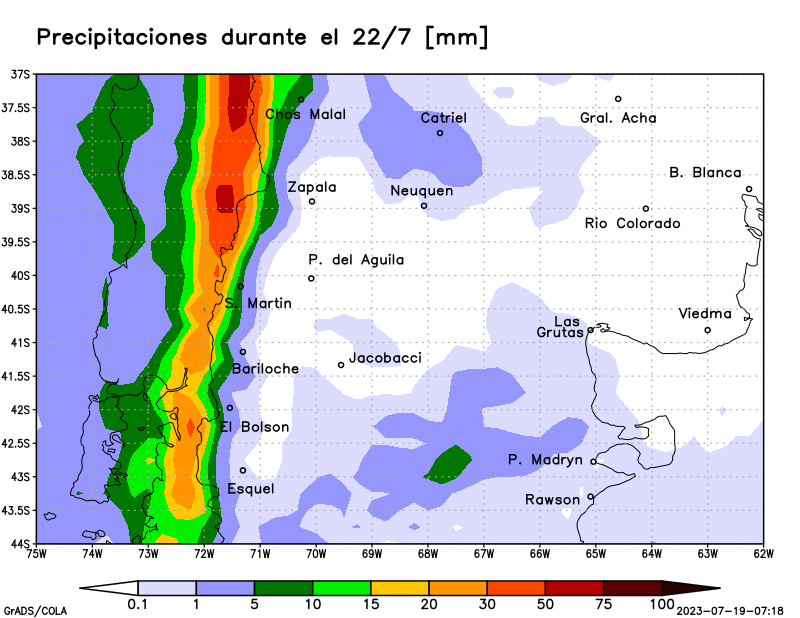 Precipitaciones durante el 22/7 [mm]
37S
37.5S
38S
38.5S
39S
39.5S
40S
40.5S
41S
41.5S
42S
42.5S
43S
43.5S
44S
Chos Malal
Catriel
Gral. Acha
B. Blanca
Zapala
Neuquen
Rio Colorado
P. del Aguila
S. Martin
Las
Grutas
Viedma
Bariloche
Jacobacci
El Bolson
P. Madryn
Esquel
Rawson
75W 74W 73W 72W 71W 70W 69W 68W 67W 66W 65W 64W 63W 62W
0.1 1 5 10 15 20 30 50 75 100
GrADS/COLA
2023-07-19-07:18